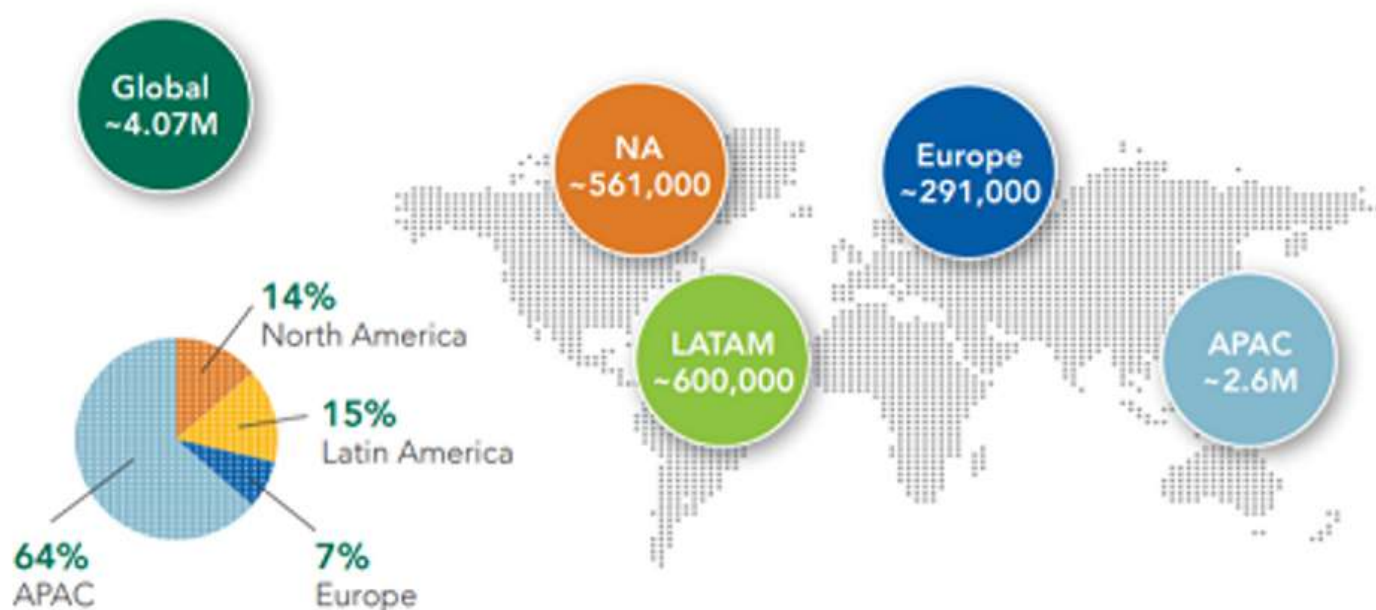 Global
~4.07M
NA
~561,000
Europe
~291,000
LATAM
~600,000
APAC
~2.6M
14%
North America
15%
Latin America
64%
APAC
7%
Europe